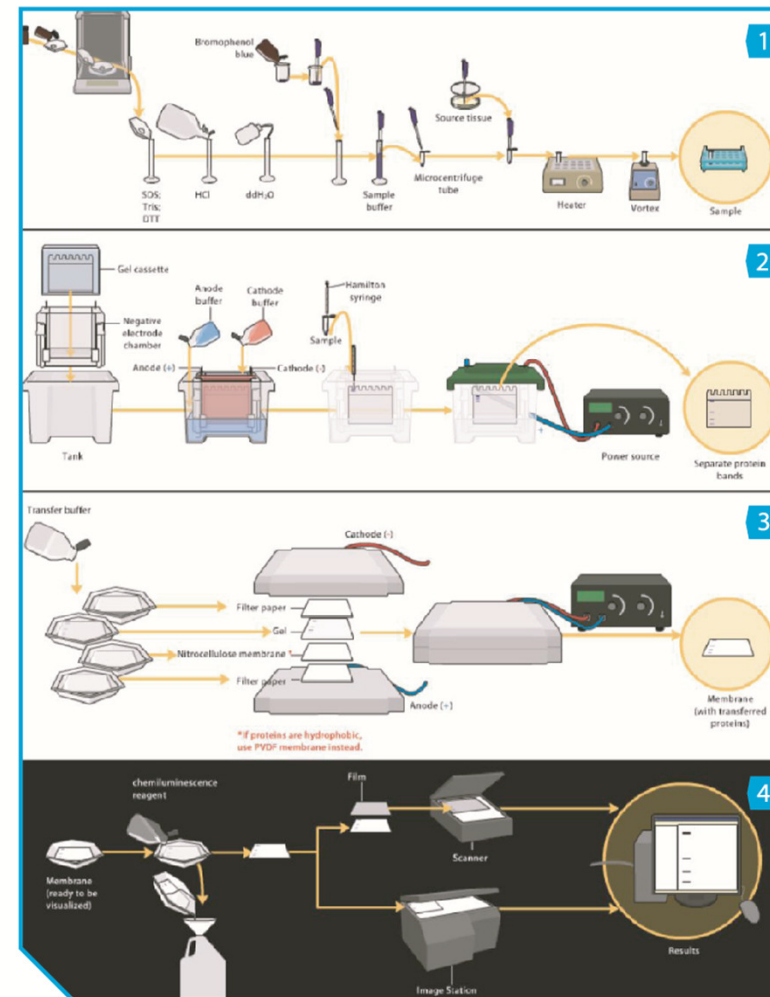 1
Bromophenol
blue
Source tissue
Microcentrifuge
tube
SDS;
Tris;
DTT
HCl
ddH₂O
Sample
buffer
Heater
Vortex
Sample
2
Gel cassette
Negative
electrode
chamber
Anode
buffer
Cathode
buffer
Hamilton
syringe
Sample
Anode (+)
Cathode (-)
Tank
Power source
Separate protein
bands
3
Transfer buffer
Cathode (-)
Filter paper
Gel
Nitrocellulose membrane *
Filter paper
Anode (+)
*If proteins are hydrophobic,
use PVDF membrane instead.
Membrane
(with transferred
proteins)
4
chemiluminescence
reagent
Film
Membrane
(ready to be
visualized)
Scanner
Image Station
Results